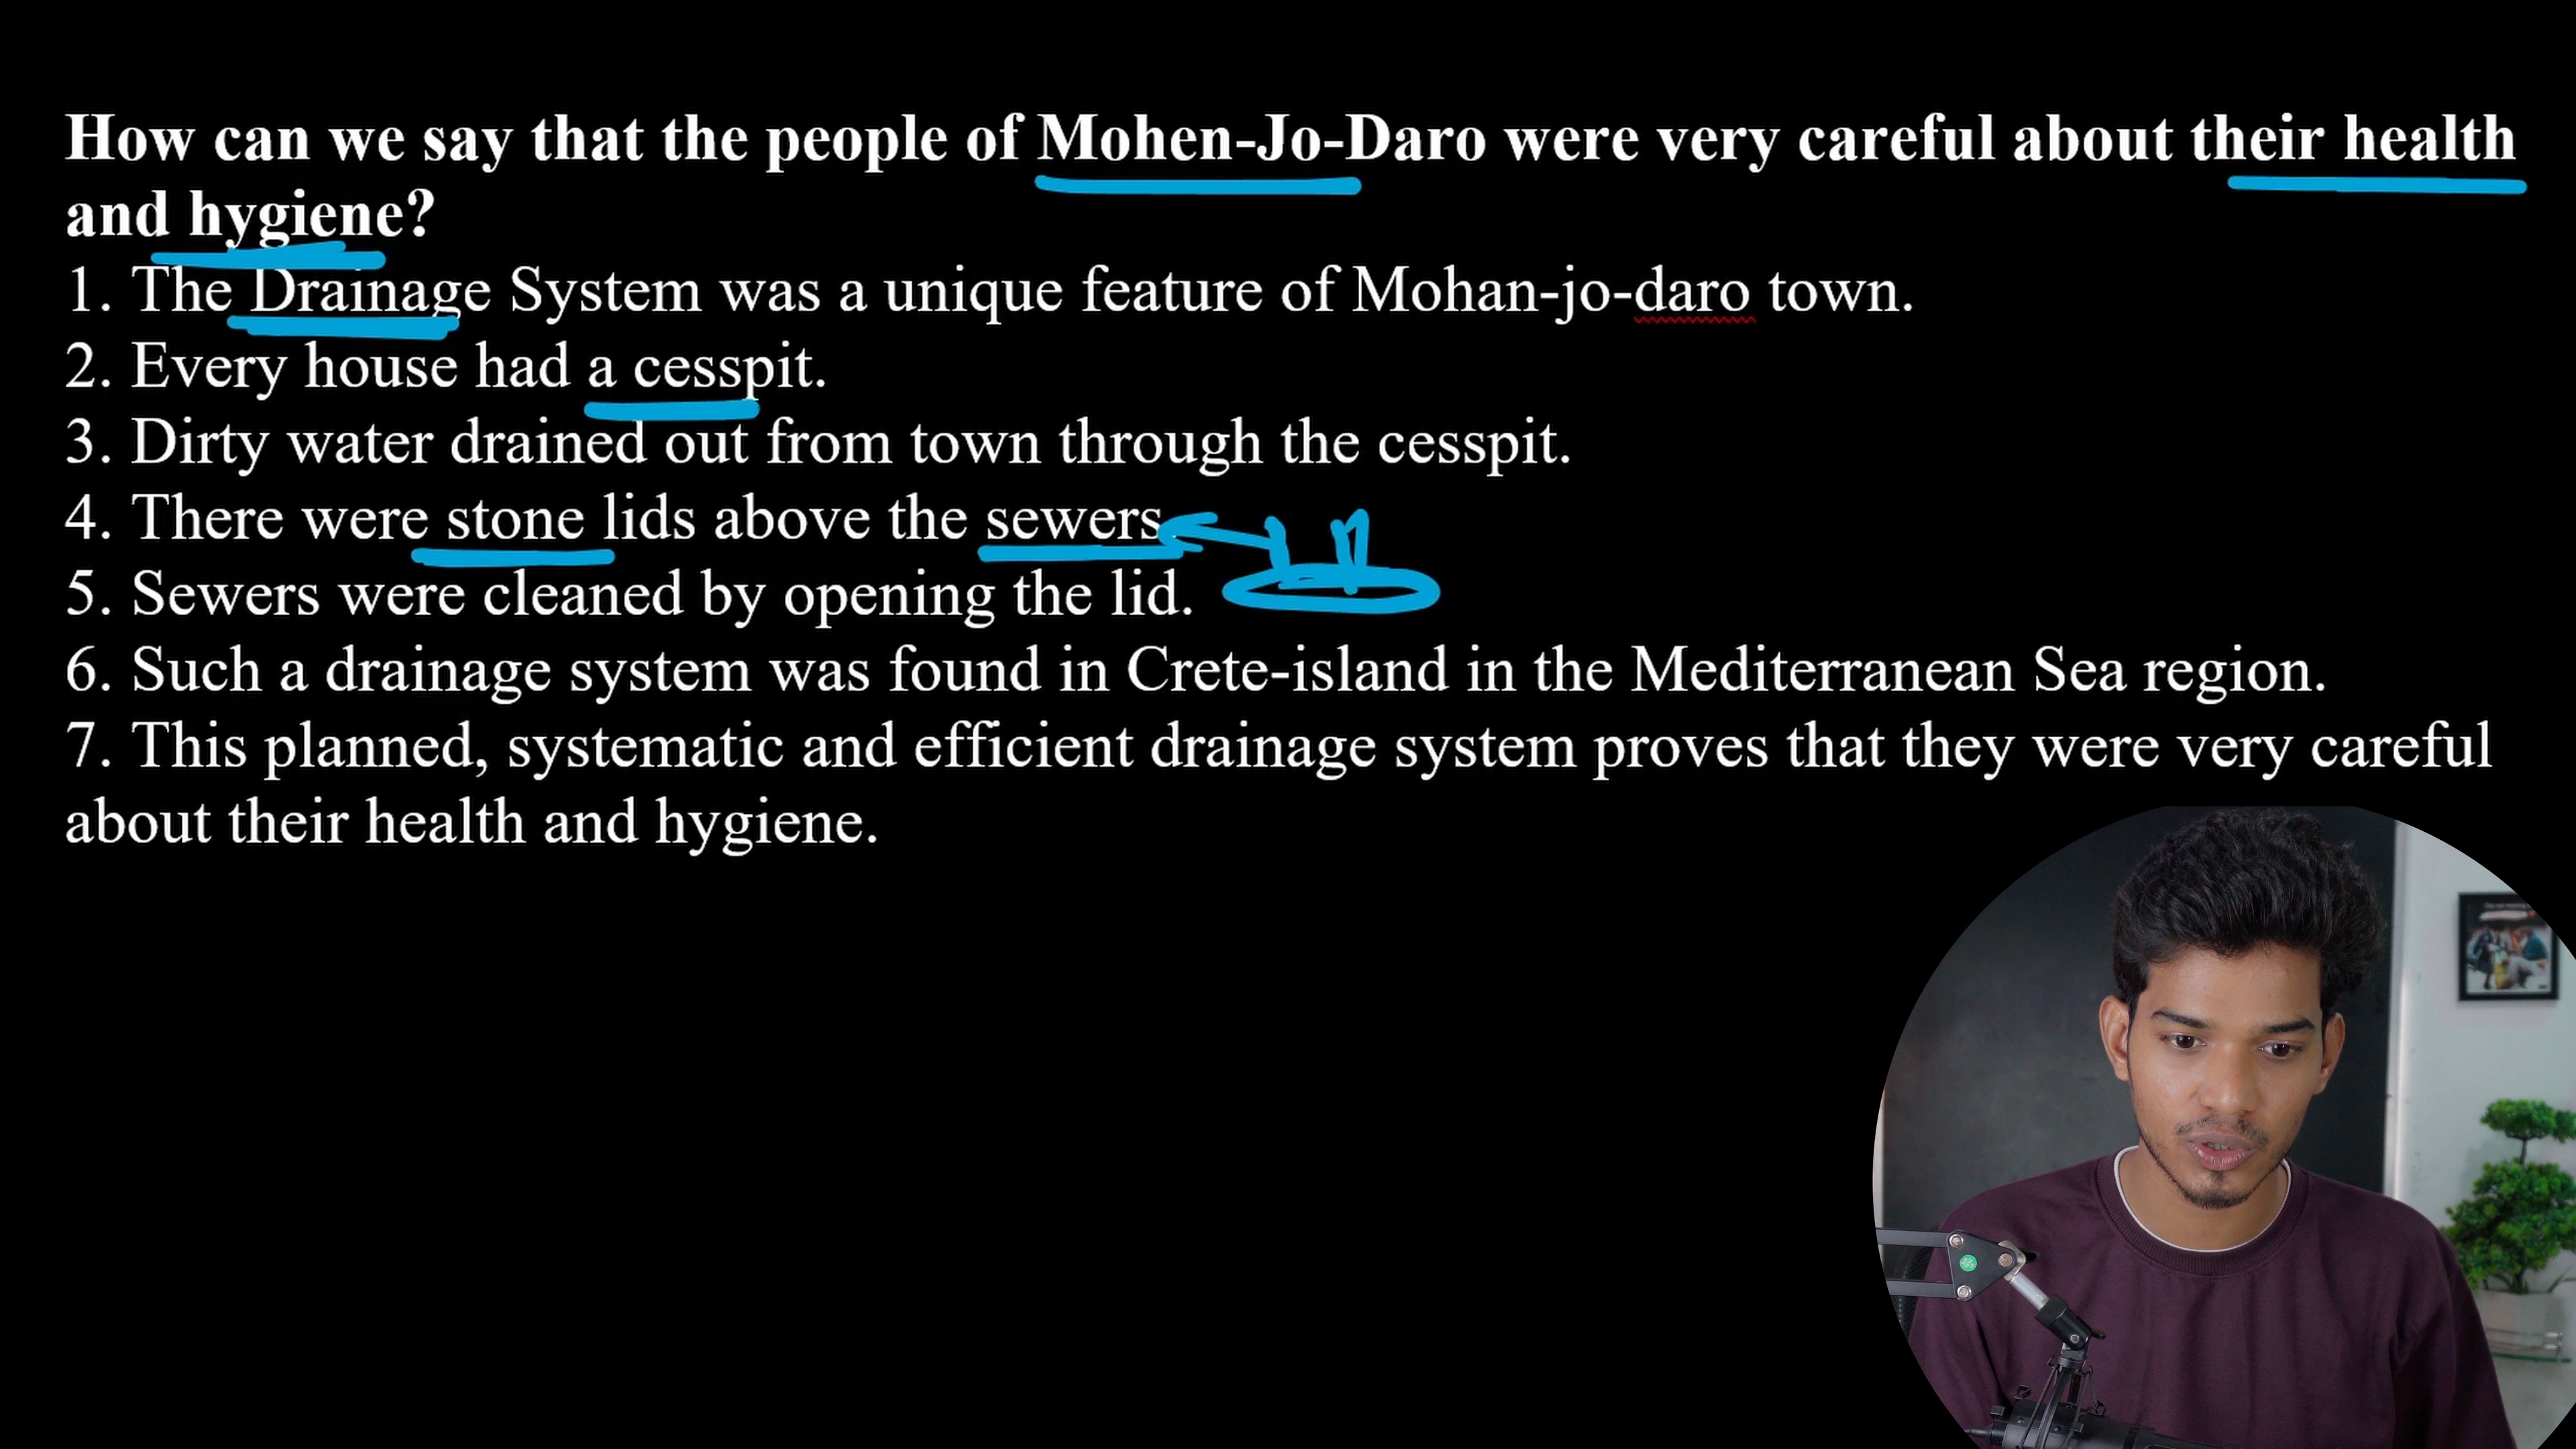 How can we say that the people of Mohen-Jo-Daro were very careful about their health
and hygiene?
1. The Drainage System was a unique feature of Mohan-jo-daro town.
2. Every house had a cesspit.
3. Dirty water drained out from town through the cesspit.
4. There were stone lids above the sewers.
5. Sewers were cleaned by opening the lid.
6. Such a drainage system was found in Crete-island in the Mediterranean Sea region.
7. This planned, systematic and efficient drainage system proves that they were very careful
about their health and hygiene.